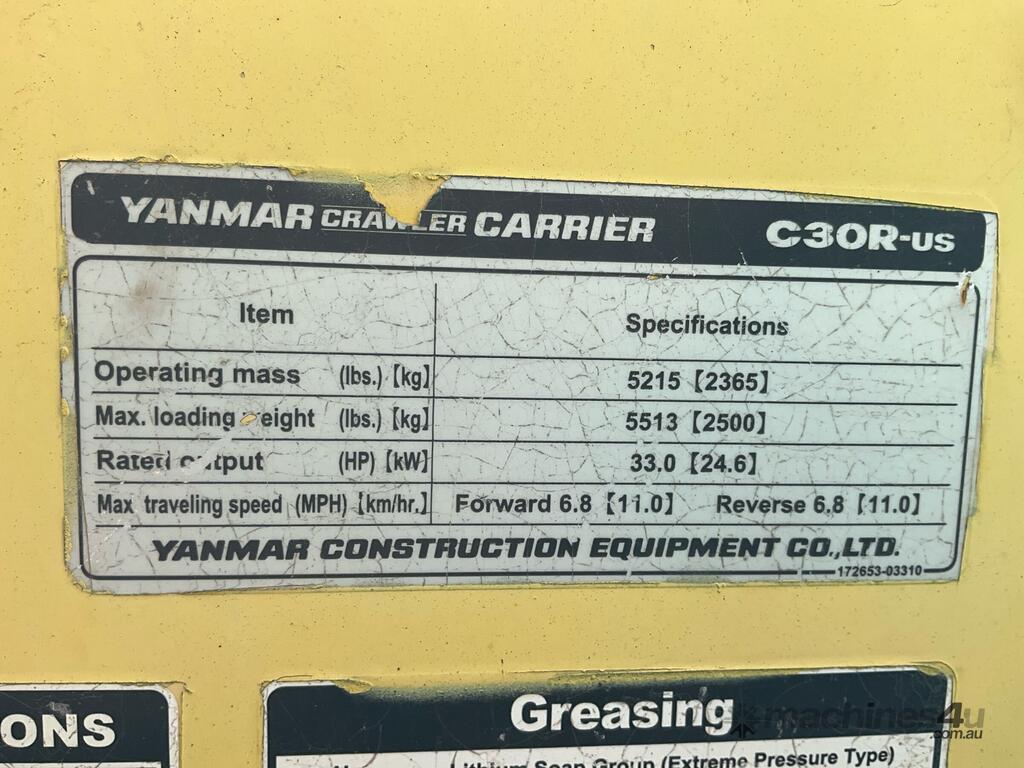 YANMAR CRAWLER CARRIER C30R-US
Item Specifications
Operating mass (lbs.) [kg] 5215 [2365]
Max. loading eight (lbs.) [kg] 5513 [2500]
Rated output (HP) [kW] 33.0 [24.6]
Max traveling speed (MPH) [km/hr.] Forward 6.8 [11.0] Reverse 6.8 [11.0]
YANMAR CONSTRUCTION EQUIPMENT CO.,LTD.
172653-03310
ONS
Greasing
Lithium Soap Group (Extreme Pressure Type)
machines4u
.com.au